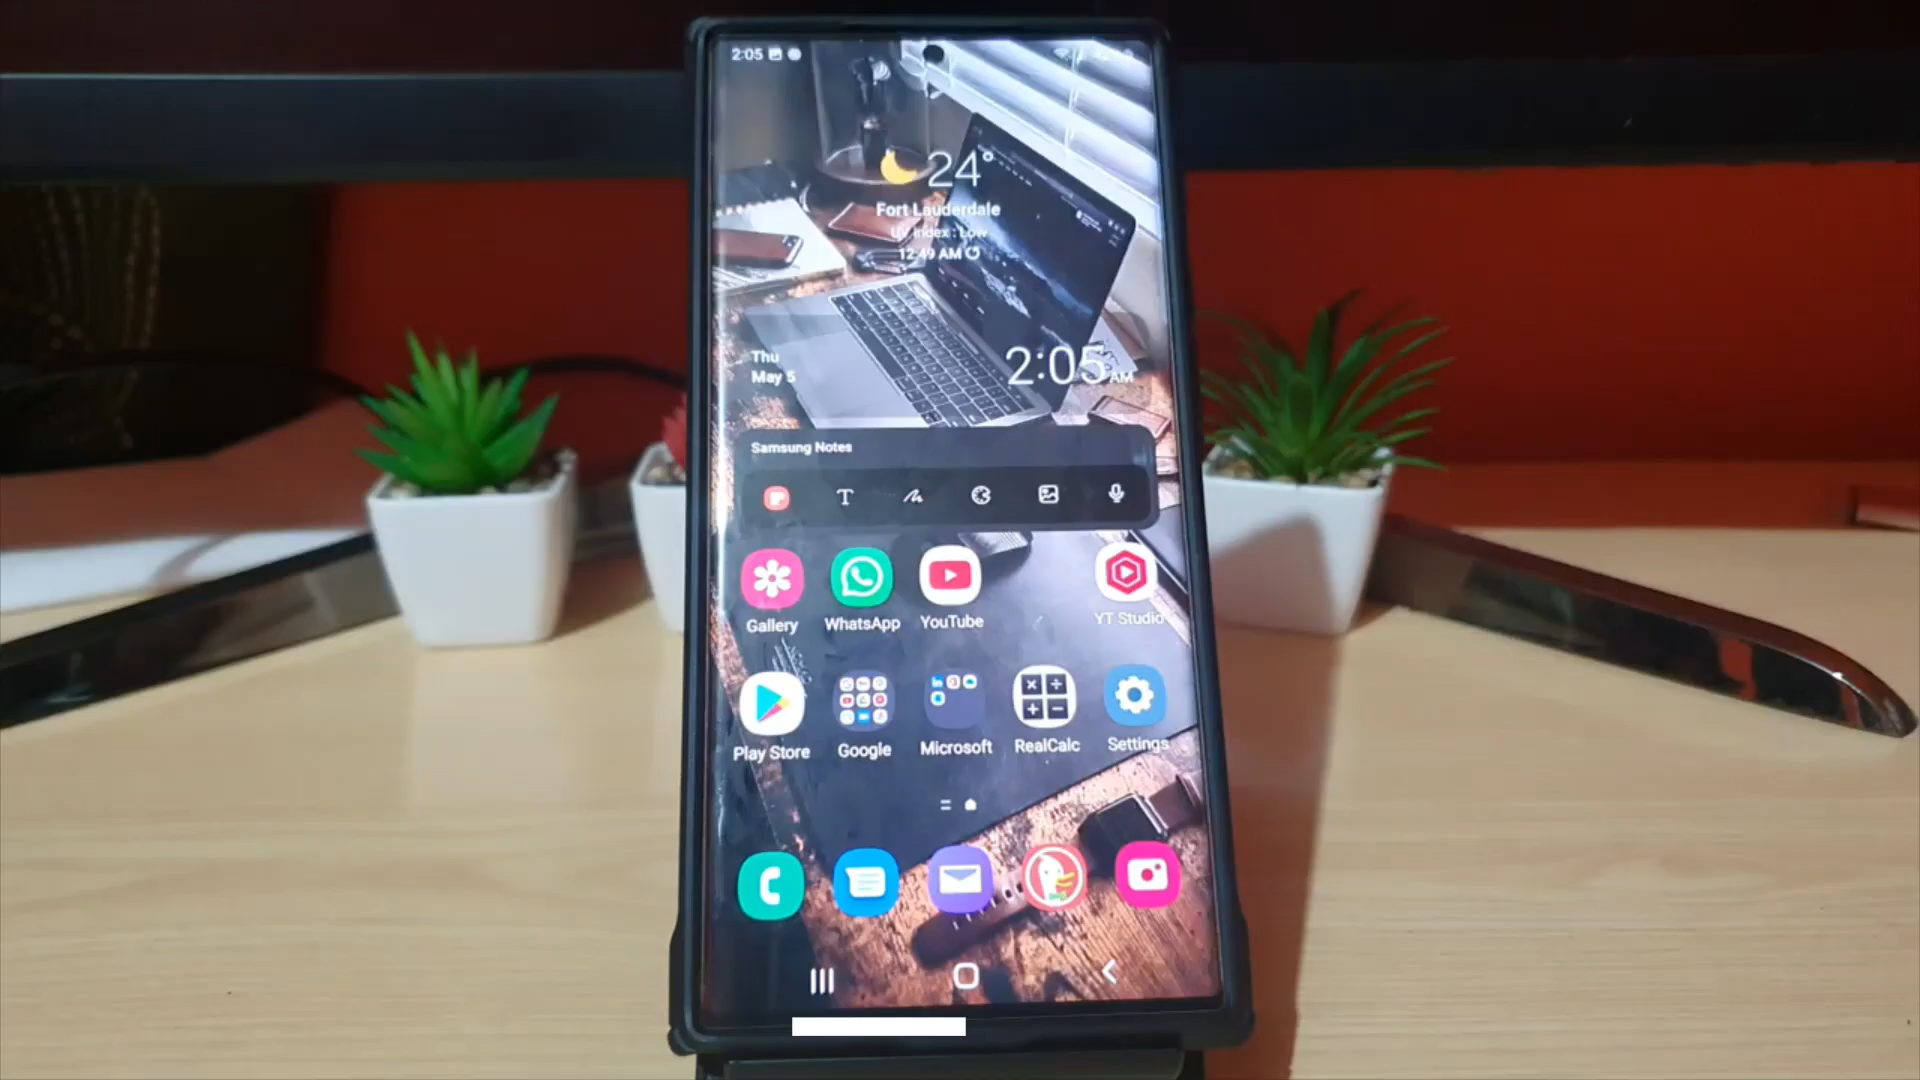 2:05
24°
Fort Lauderdale
UV Index : Low
12:49 AM
Thu
May 5
2:05 AM
Samsung Notes
T
Gallery
WhatsApp
YouTube
YT Studio
Play Store
Google
Microsoft
RealCalc
Settings